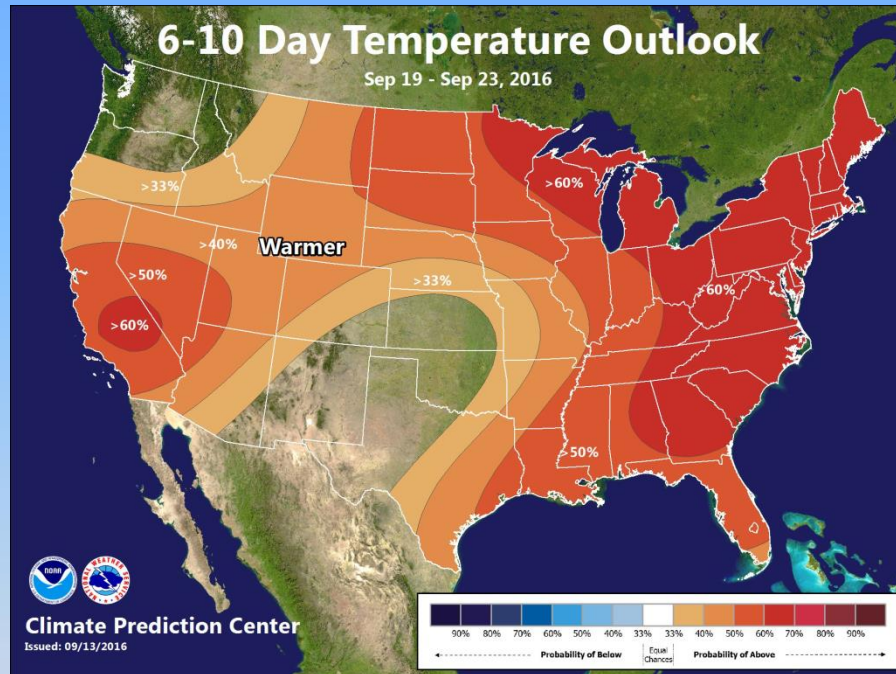 6-10 Day Temperature Outlook
Sep 19 - Sep 23, 2016
>33%
>60%
>40%
Warmer
>50%
>33%
>60%
>60%
>50%
NOAA
Climate Prediction Center
Issued: 09/13/2016
90% 80% 70% 60% 50% 40% 33% 33% 40% 50% 60% 70% 80% 90%
Probability of Below Equal Chances Probability of Above